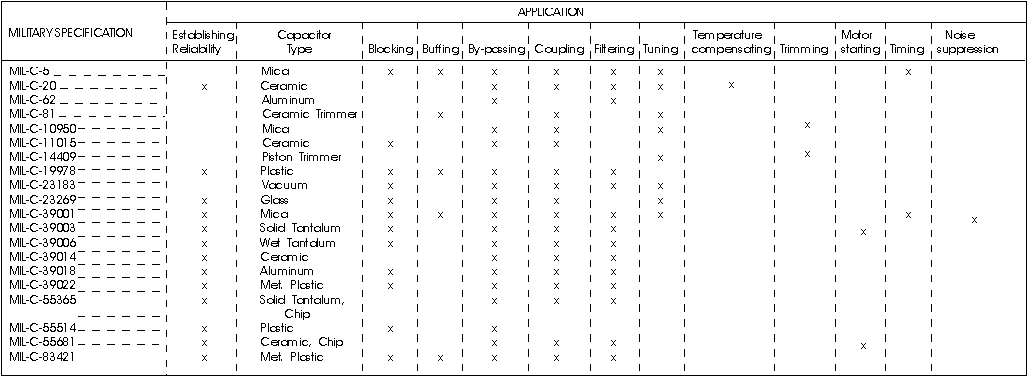 APPLICATION
MILITARY SPECIFICATION
Establishing Reliability
Capacitor Type
Blocking
Buffing
By-passing
Coupling
Filtering
Tuning
Temperature compensating
Trimming
Motor starting
Timing
Noise suppression
MIL-C-5 Mica x x x x x x x
MIL-C-20 x Ceramic x x x x x
MIL-C-62 Aluminum x x
MIL-C-81 Ceramic Trimmer x x x
MIL-C-10950 Mica x x x x
MIL-C-11015 Ceramic x x x
MIL-C-14409 Piston Trimmer x x
MIL-C-19978 x Plastic x x x x x
MIL-C-23183 Vacuum x x x x x
MIL-C-23269 x Glass x x x x
MIL-C-39001 x Mica x x x x x x x x
MIL-C-39003 x Solid Tantalum x x x x x
MIL-C-39006 x Wet Tantalum x x x x
MIL-C-39014 x Ceramic x x x
MIL-C-39018 x Aluminum x x x x
MIL-C-39022 x Met. Plastic x x x x
MIL-C-55365 x Solid Tantalum, x x x
Chip
MIL-C-55514 x Plastic x x
MIL-C-55681 x Ceramic, Chip x x x x
MIL-C-83421 x Met. Plastic x x x x x